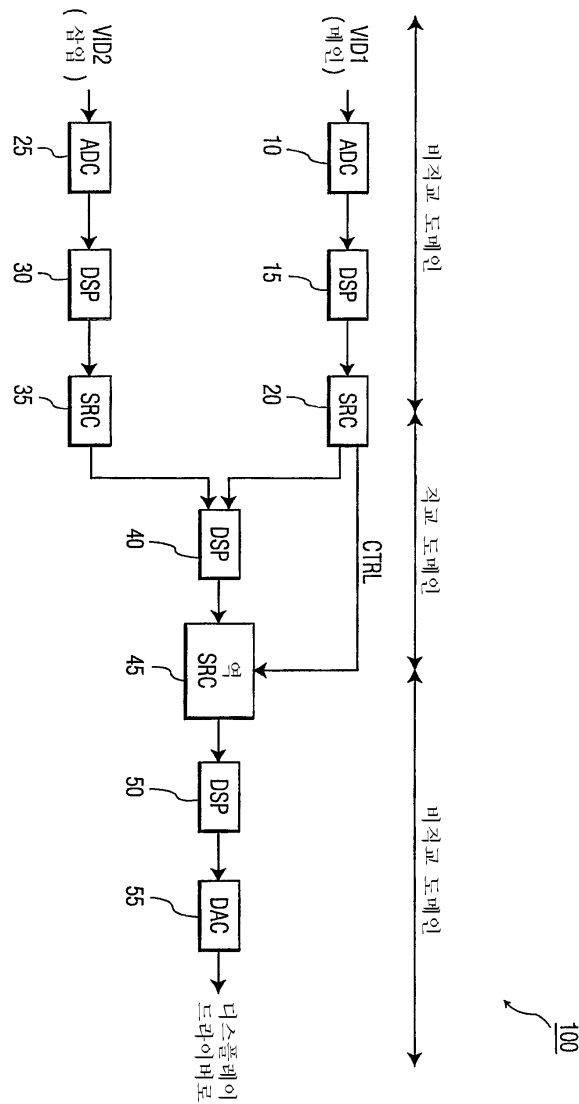 100
비직교 도메인
직교 도메인
비직교 도메인
VID1
(메인)
ADC
10
DSP
15
SRC
20
CTRL
VID2
(삽입)
ADC
25
DSP
30
SRC
35
DSP
40
역
SRC
45
DSP
50
DAC
55
디스플레이
드라이버로